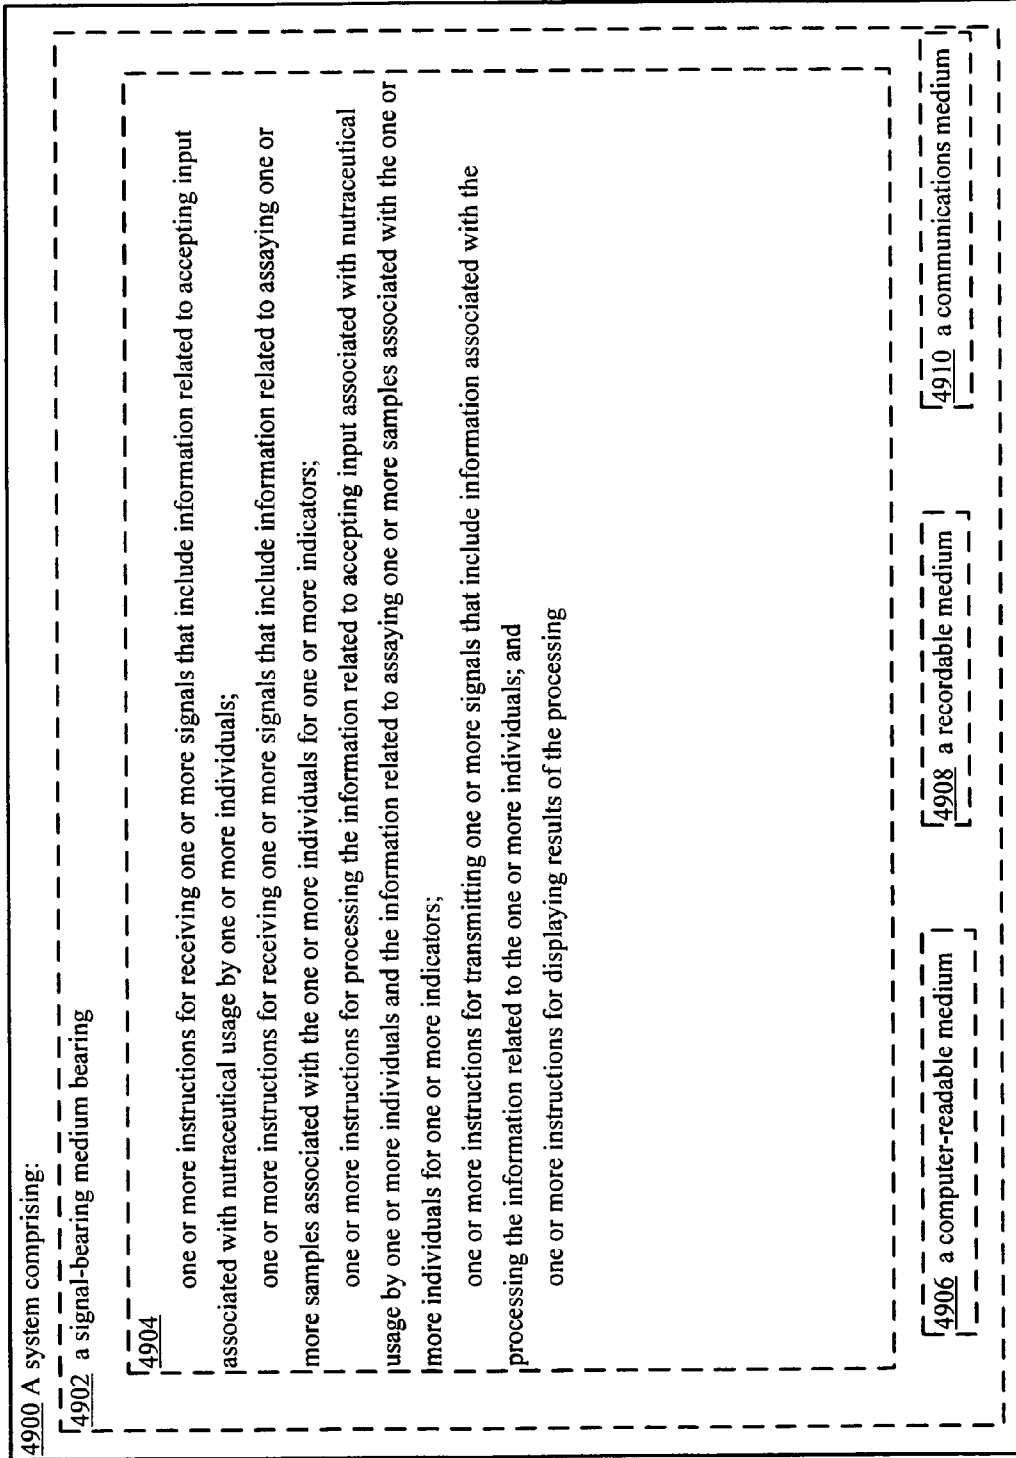 4900 A system comprising:
4902 a signal-bearing medium bearing
4904
one or more instructions for receiving one or more signals that include information related to accepting input
associated with nutraceutical usage by one or more individuals;
one or more instructions for receiving one or more signals that include information related to assaying one or
more samples associated with the one or more individuals for one or more indicators;
one or more instructions for processing the information related to accepting input associated with nutraceutical
usage by one or more individuals and the information related to assaying one or more samples associated with the one or
more individuals for one or more indicators;
one or more instructions for transmitting one or more signals that include information associated with the
processing the information related to the one or more individuals; and
one or more instructions for displaying results of the processing
4906 a computer-readable medium
4908 a recordable medium
4910 a communications medium